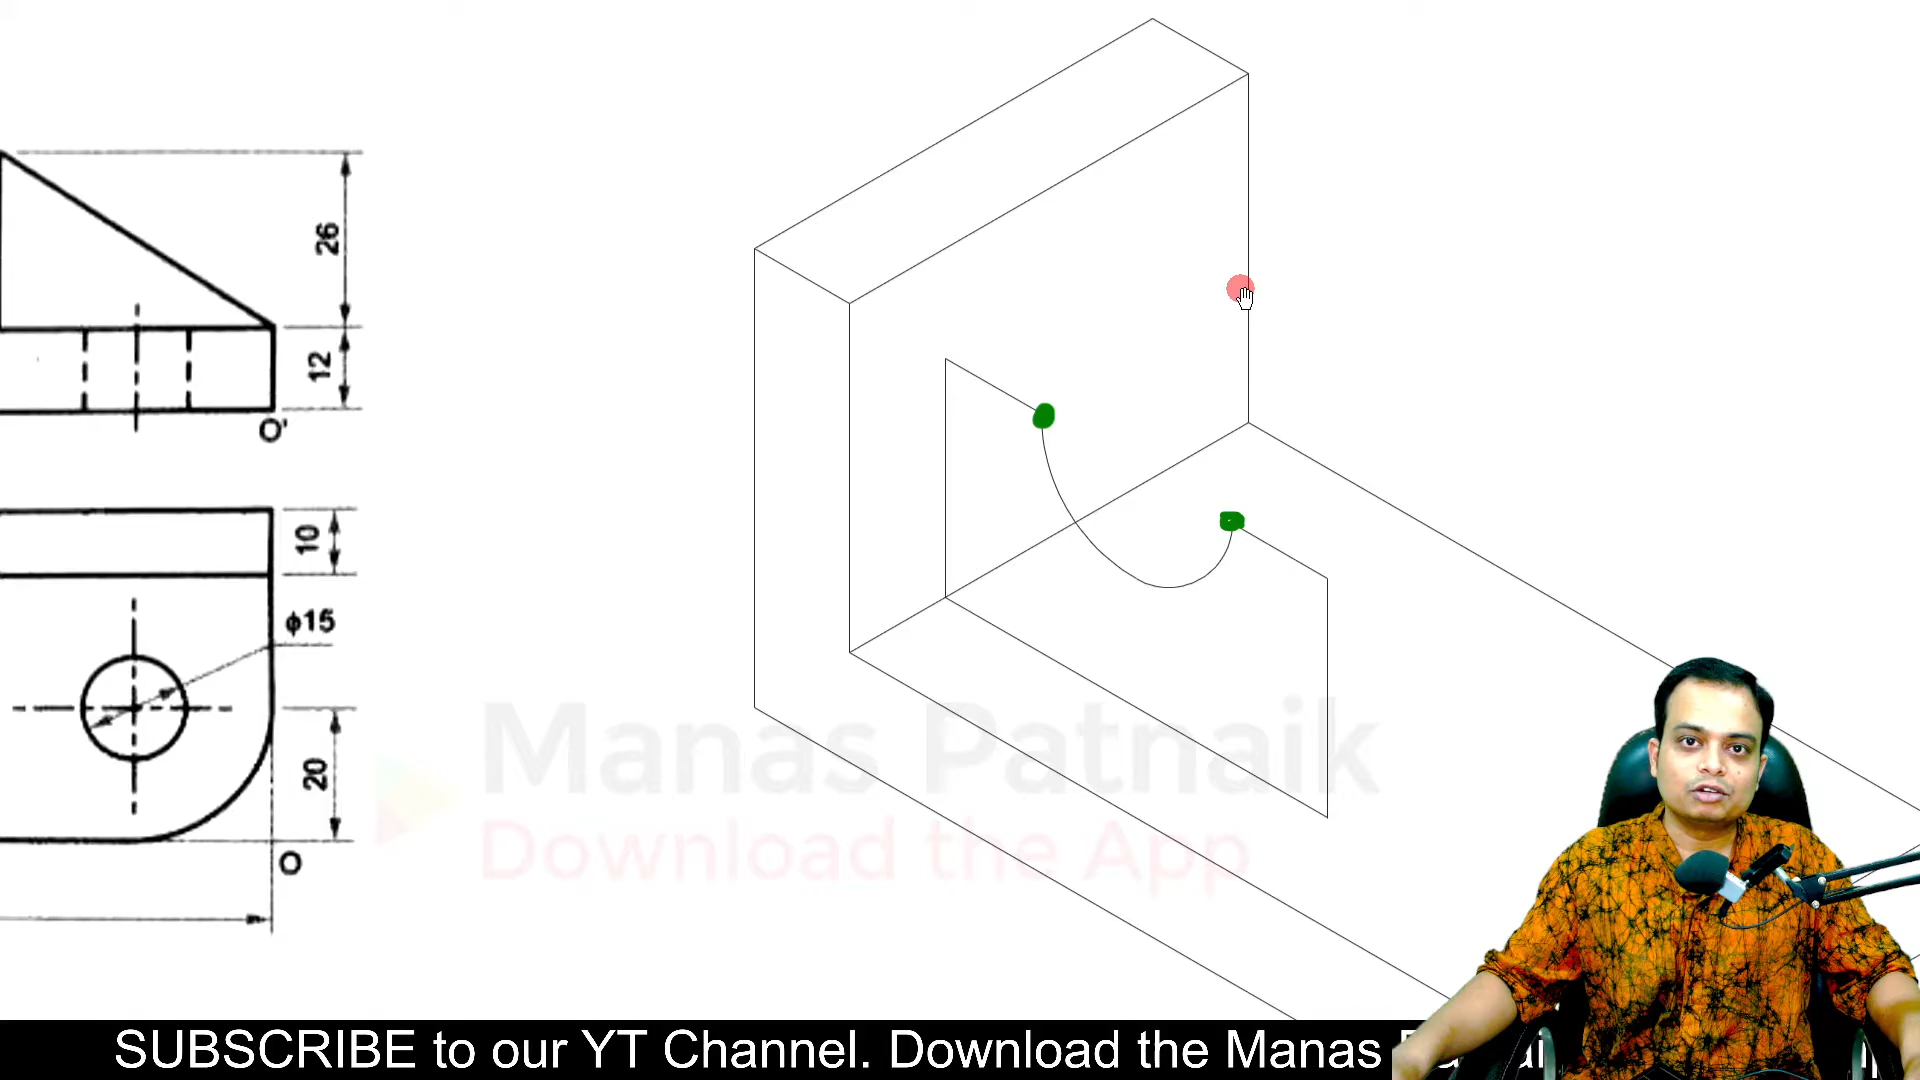 26
12
O'
10
ϕ15
20
O
Manas Patnaik
Download the App
SUBSCRIBE to our YT Channel. Download the Manas